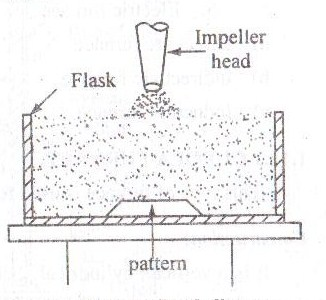 Impeller
head
Flask
pattern